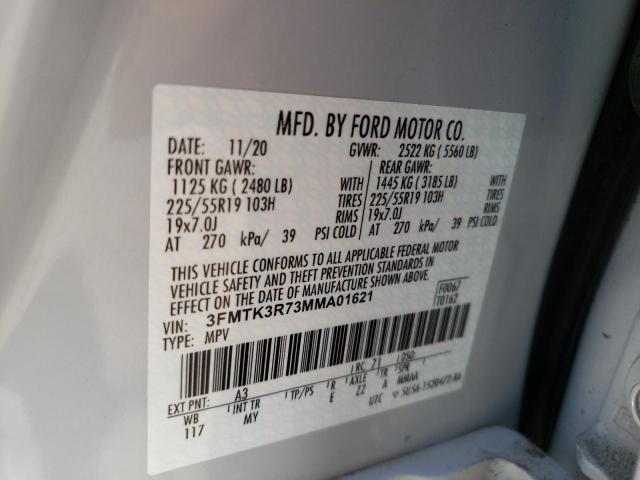 MFD. BY FORD MOTOR CO.
DATE: 11/20 GVWR: 2522 KG ( 5560 LB)
FRONT GAWR: REAR GAWR:
1125 KG ( 2480 LB) WITH 1445 KG ( 3185 LB) WITH
225/55R19 103H TIRES 225/55R19 103H TIRES
19x7.0J RIMS 19x7.0J RIMS
AT 270 kPa/ 39 PSI COLD AT 270 kPa/ 39 PSI COLD
THIS VEHICLE CONFORMS TO ALL APPLICABLE FEDERAL MOTOR
VEHICLE SAFETY AND THEFT PREVENTION STANDARDS IN
EFFECT ON THE DATE OF MANUFACTURE SHOWN ABOVE.
VIN: 3FMTK3R73MMA01621 F0067
TYPE: MPV T0162
EXT PNT: A3 RC: 71 DSO:
WB INT TR TP/PS R AXLE TR SPR
117 MY E ZZ A MMAA
UTC